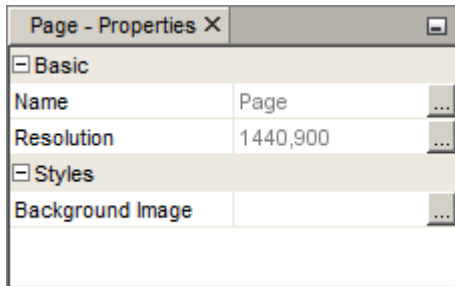 Page - Properties
Basic
Name Page ...
Resolution 1440,900 ...
Styles
Background Image ...